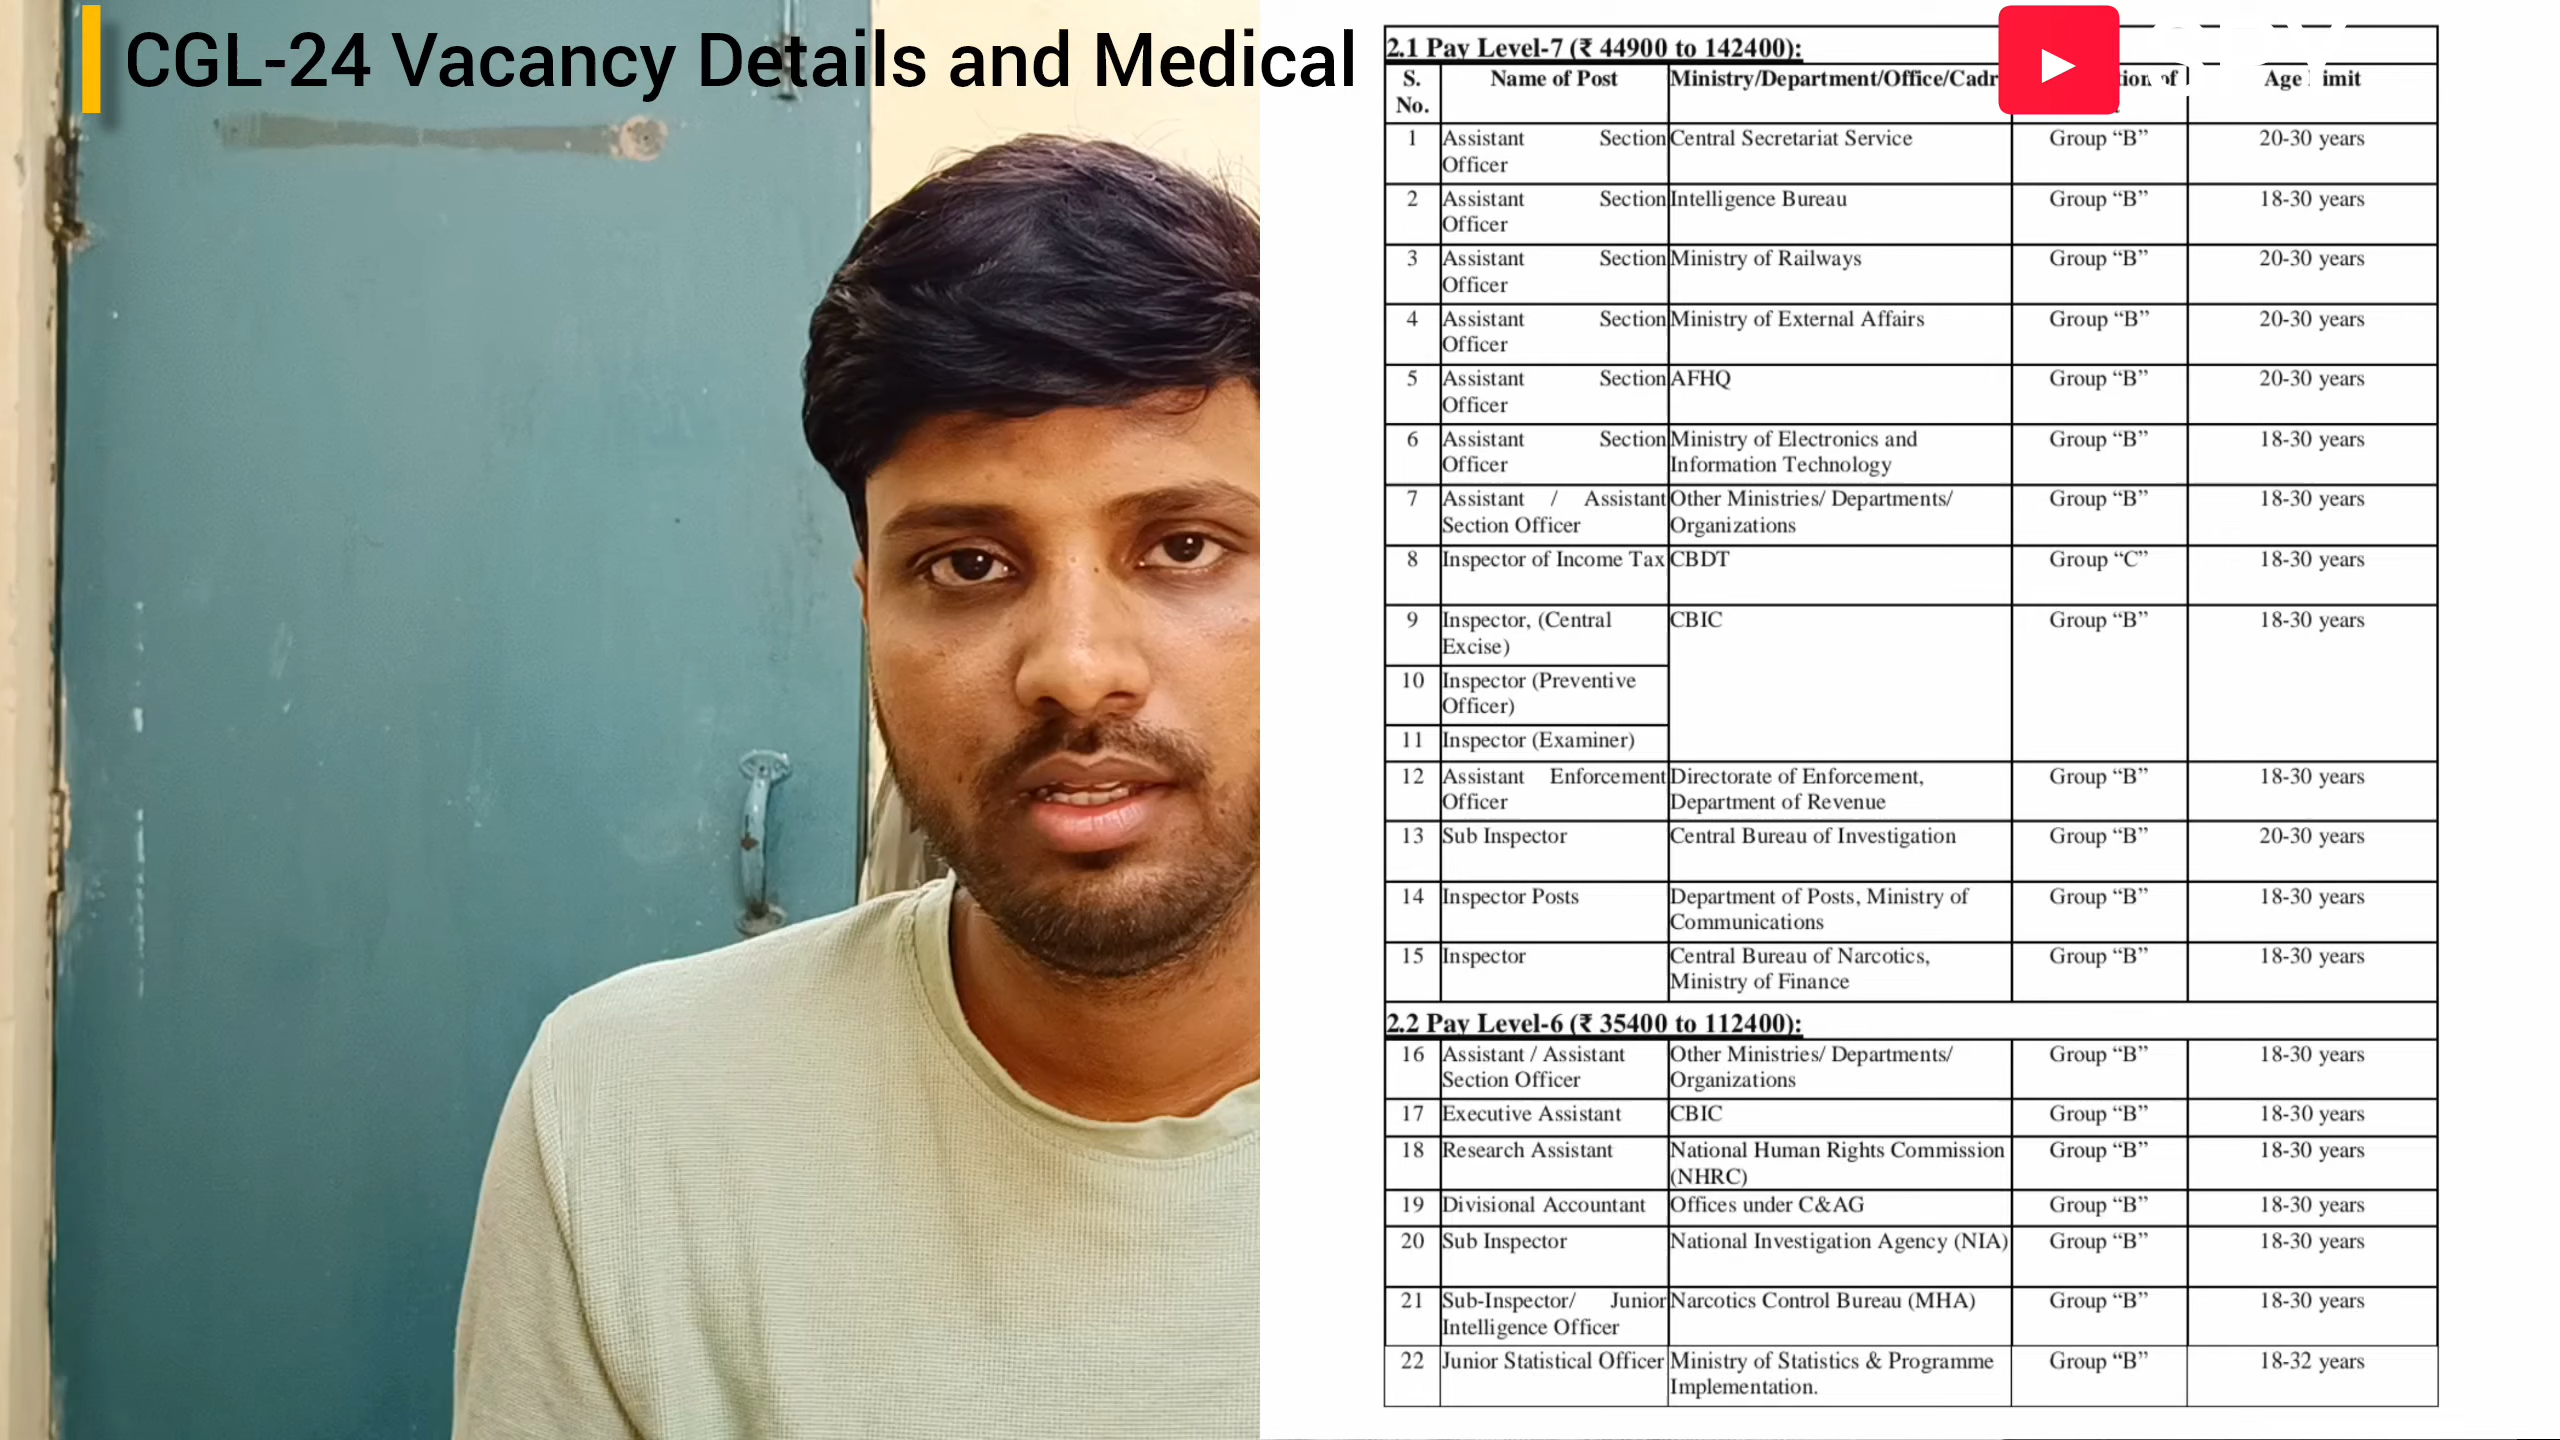 CGL-24 Vacancy Details and Medical
2.1 Pay Level-7 (₹ 44900 to 142400):
S. No. Name of Post Ministry/Department/Office/Cadr of Age imit
1 Assistant Section Officer Central Secretariat Service Group “B” 20-30 years
2 Assistant Section Officer Intelligence Bureau Group “B” 18-30 years
3 Assistant Section Officer Ministry of Railways Group “B” 20-30 years
4 Assistant Section Officer Ministry of External Affairs Group “B” 20-30 years
5 Assistant Section Officer AFHQ Group “B” 20-30 years
6 Assistant Section Officer Ministry of Electronics and Information Technology Group “B” 18-30 years
7 Assistant / Assistant Section Officer Other Ministries/ Departments/ Organizations Group “B” 18-30 years
8 Inspector of Income Tax CBDT Group “C” 18-30 years
9 Inspector, (Central Excise) CBIC Group “B” 18-30 years
10 Inspector (Preventive Officer)
11 Inspector (Examiner)
12 Assistant Enforcement Officer Directorate of Enforcement, Department of Revenue Group “B” 18-30 years
13 Sub Inspector Central Bureau of Investigation Group “B” 20-30 years
14 Inspector Posts Department of Posts, Ministry of Communications Group “B” 18-30 years
15 Inspector Central Bureau of Narcotics, Ministry of Finance Group “B” 18-30 years
2.2 Pay Level-6 (₹ 35400 to 112400):
16 Assistant / Assistant Section Officer Other Ministries/ Departments/ Organizations Group “B” 18-30 years
17 Executive Assistant CBIC Group “B” 18-30 years
18 Research Assistant National Human Rights Commission (NHRC) Group “B” 18-30 years
19 Divisional Accountant Offices under C&AG Group “B” 18-30 years
20 Sub Inspector National Investigation Agency (NIA) Group “B” 18-30 years
21 Sub-Inspector/ Junior Intelligence Officer Narcotics Control Bureau (MHA) Group “B” 18-30 years
22 Junior Statistical Officer Ministry of Statistics & Programme Implementation. Group “B” 18-32 years